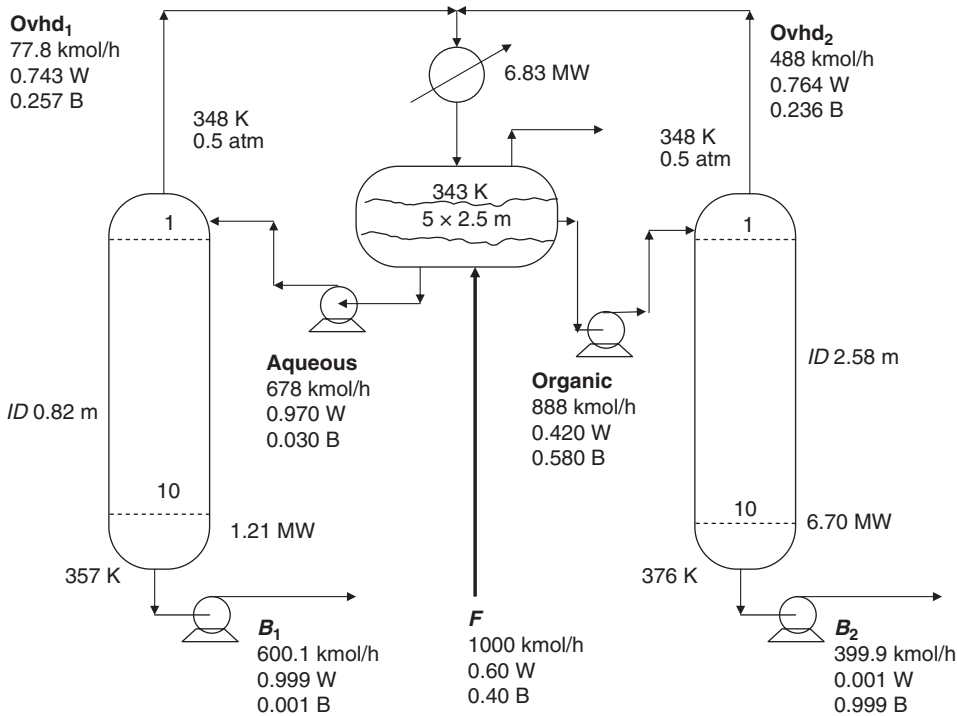 Ovhd₁
77.8 kmol/h
0.743 W
0.257 B
348 K
0.5 atm
6.83 MW
Ovhd₂
488 kmol/h
0.764 W
0.236 B
348 K
0.5 atm
1
343 K
5 × 2.5 m
1
Aqueous
678 kmol/h
0.970 W
0.030 B
Organic
888 kmol/h
0.420 W
0.580 B
ID 0.82 m
ID 2.58 m
10
1.21 MW
10
6.70 MW
357 K
376 K
B₁
600.1 kmol/h
0.999 W
0.001 B
F
1000 kmol/h
0.60 W
0.40 B
B₂
399.9 kmol/h
0.001 W
0.999 B